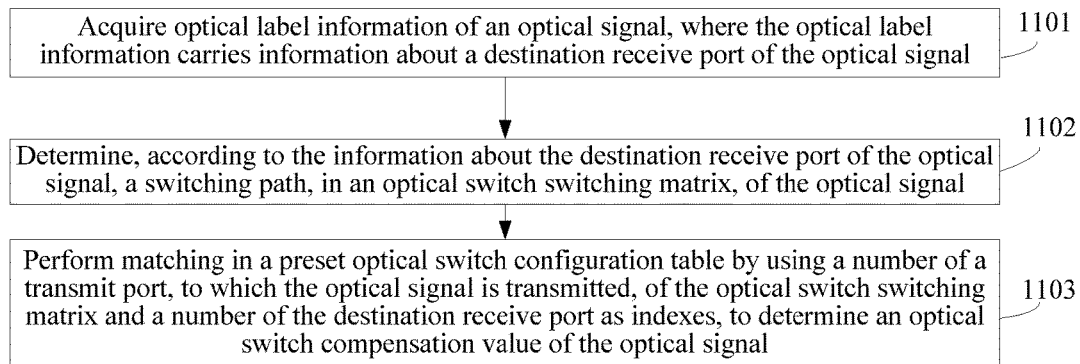 Acquire optical label information of an optical signal, where the optical label
information carries information about a destination receive port of the optical signal
1101
Determine, according to the information about the destination receive port of the optical
signal, a switching path, in an optical switch switching matrix, of the optical signal
1102
Perform matching in a preset optical switch configuration table by using a number of a
transmit port, to which the optical signal is transmitted, of the optical switch switching
matrix and a number of the destination receive port as indexes, to determine an optical
switch compensation value of the optical signal
1103